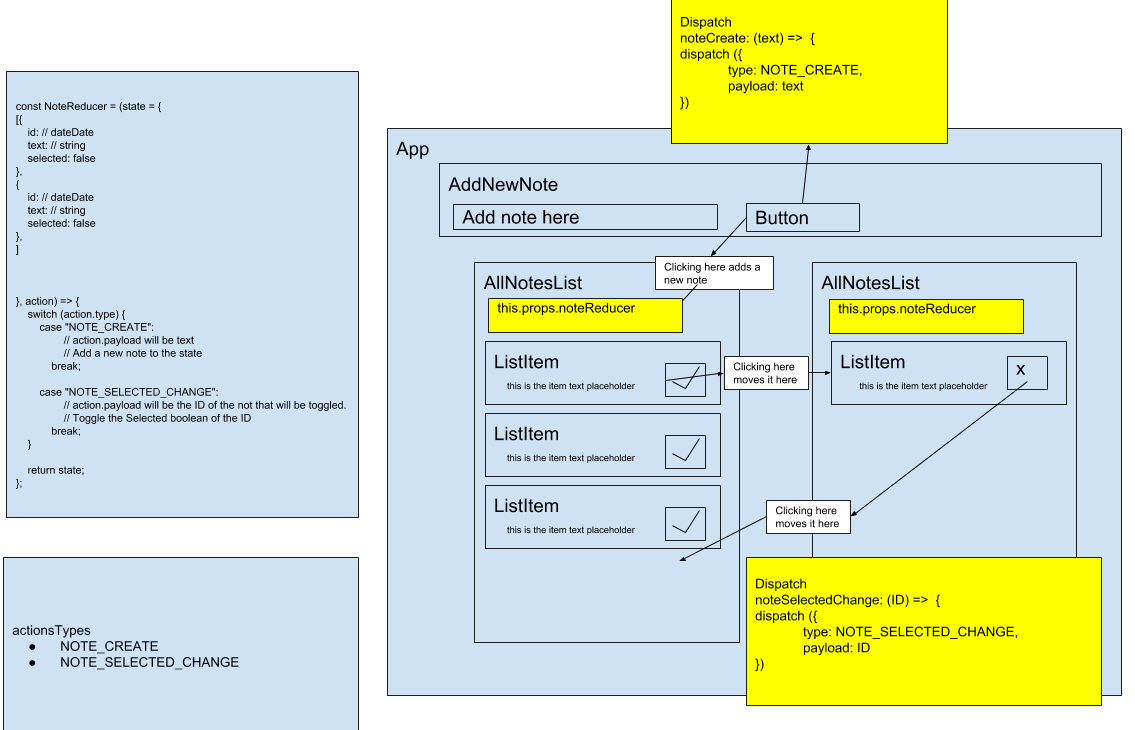 Dispatch
noteCreate: (text) => {
dispatch ({
type: NOTE_CREATE,
payload: text
})
const NoteReducer = (state = {
[{
id: // dateDate
text: // string
selected: false
},
{
id: // dateDate
text: // string
selected: false
},
]
}, action) => {
switch (action.type) {
case "NOTE_CREATE":
// action.payload will be text
// Add a new note to the state
break;
case "NOTE_SELECTED_CHANGE":
// action.payload will be the ID of the not that will be toggled.
// Toggle the Selected boolean of the ID
break;
}
return state;
};
actionsTypes
● NOTE_CREATE
● NOTE_SELECTED_CHANGE
App
AddNewNote
Add note here
Button
Clicking here adds a
new note
AllNotesList
this.props.noteReducer
ListItem
this is the item text placeholder
ListItem
this is the item text placeholder
ListItem
this is the item text placeholder
Clicking here
moves it here
AllNotesList
this.props.noteReducer
ListItem
this is the item text placeholder
x
Clicking here
moves it here
Dispatch
noteSelectedChange: (ID) => {
dispatch ({
type: NOTE_SELECTED_CHANGE,
payload: ID
})